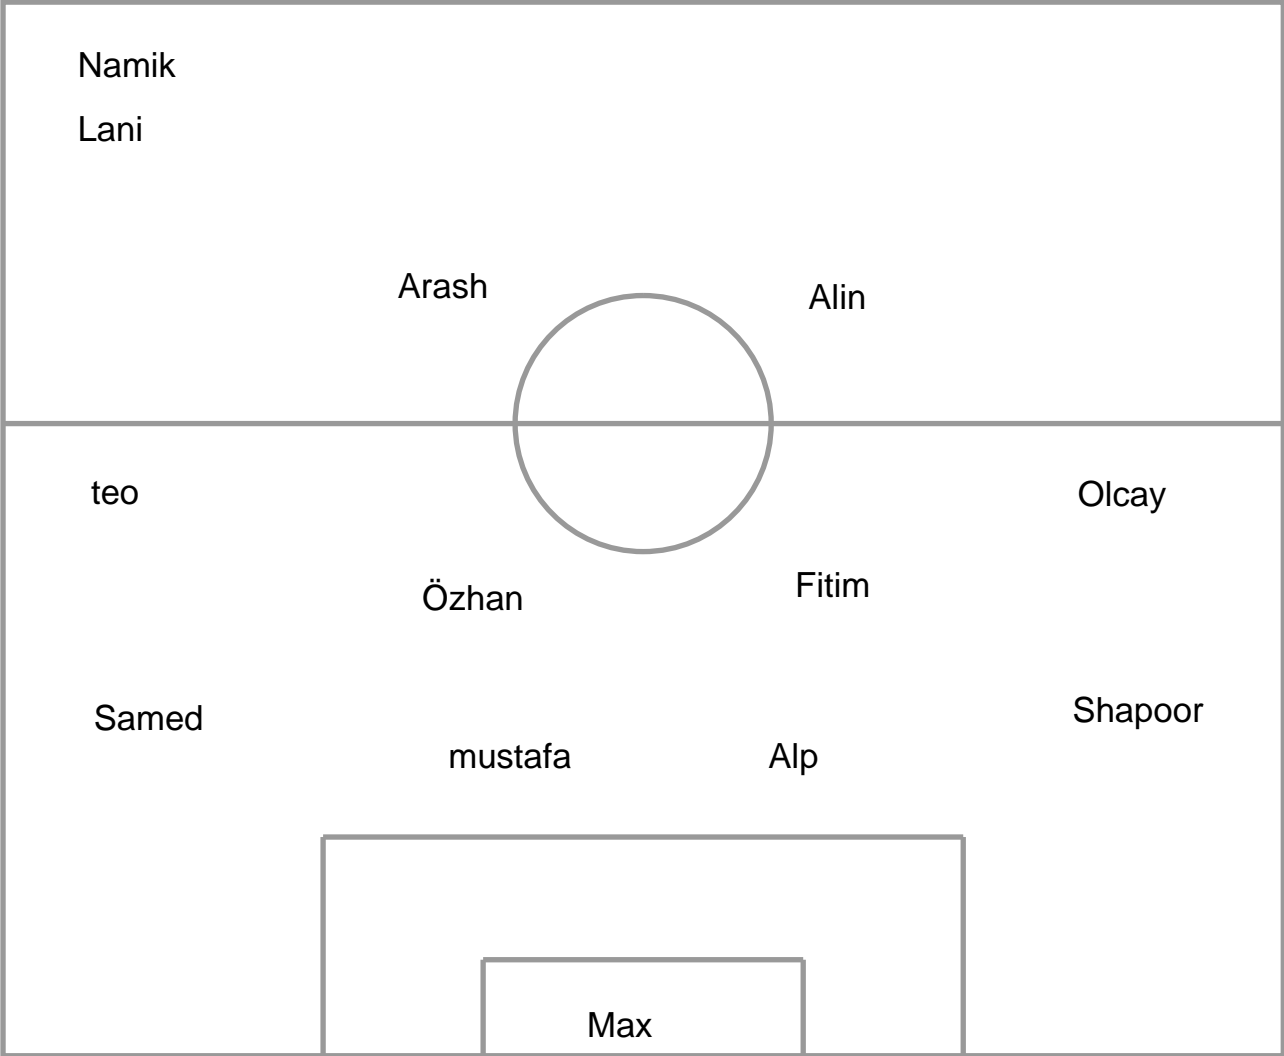 Namik
Lani
Arash
Alin
teo
Olcay
Özhan
Fitim
Samed
Shapoor
mustafa
Alp
Max